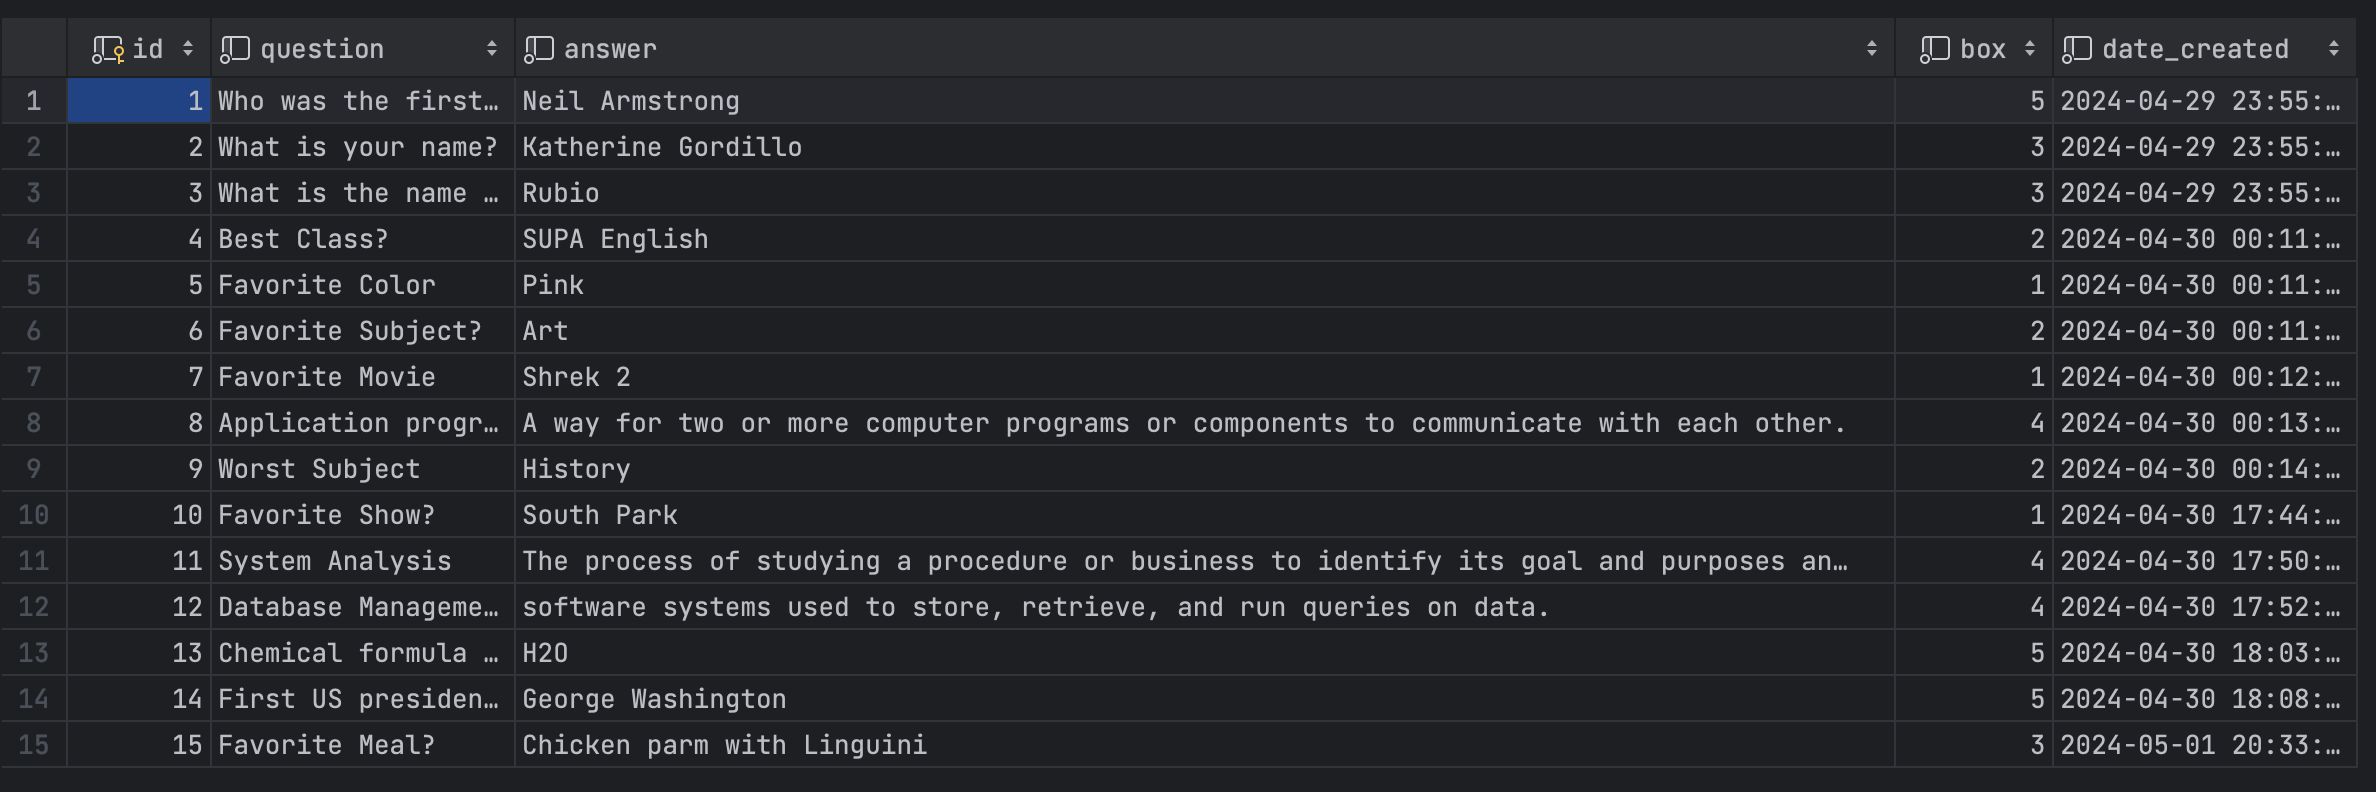 id question answer box date_created
1 1 Who was the first… Neil Armstrong 5 2024-04-29 23:55:…
2 2 What is your name? Katherine Gordillo 3 2024-04-29 23:55:…
3 3 What is the name … Rubio 3 2024-04-29 23:55:…
4 4 Best Class? SUPA English 2 2024-04-30 00:11:…
5 5 Favorite Color Pink 1 2024-04-30 00:11:…
6 6 Favorite Subject? Art 2 2024-04-30 00:11:…
7 7 Favorite Movie Shrek 2 1 2024-04-30 00:12:…
8 8 Application progr… A way for two or more computer programs or components to communicate with each other. 4 2024-04-30 00:13:…
9 9 Worst Subject History 2 2024-04-30 00:14:…
10 10 Favorite Show? South Park 1 2024-04-30 17:44:…
11 11 System Analysis The process of studying a procedure or business to identify its goal and purposes an… 4 2024-04-30 17:50:…
12 12 Database Manageme… software systems used to store, retrieve, and run queries on data. 4 2024-04-30 17:52:…
13 13 Chemical formula … H2O 5 2024-04-30 18:03:…
14 14 First US presiden… George Washington 5 2024-04-30 18:08:…
15 15 Favorite Meal? Chicken parm with Linguini 3 2024-05-01 20:33:…